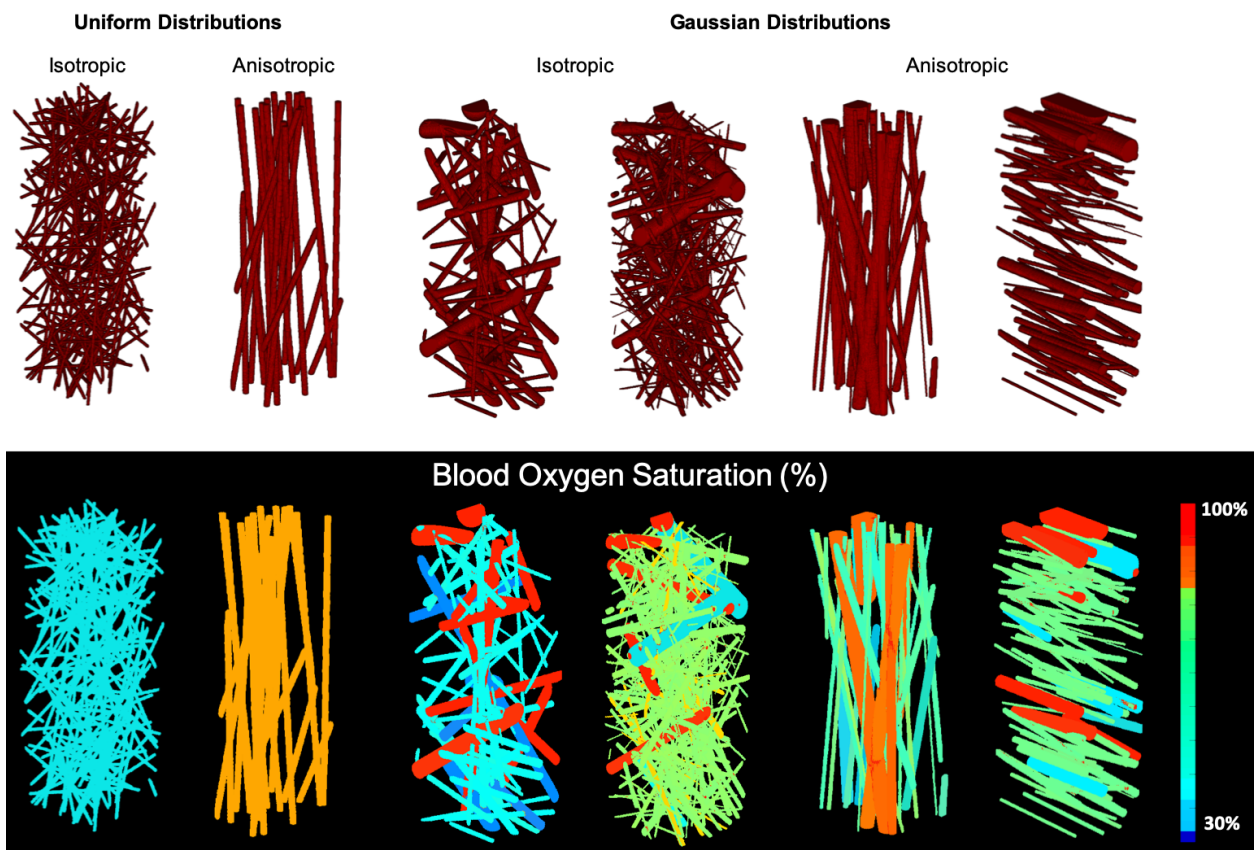 Uniform Distributions
Gaussian Distributions
Isotropic
Anisotropic
Isotropic
Anisotropic
Blood Oxygen Saturation (%)
100%
30%